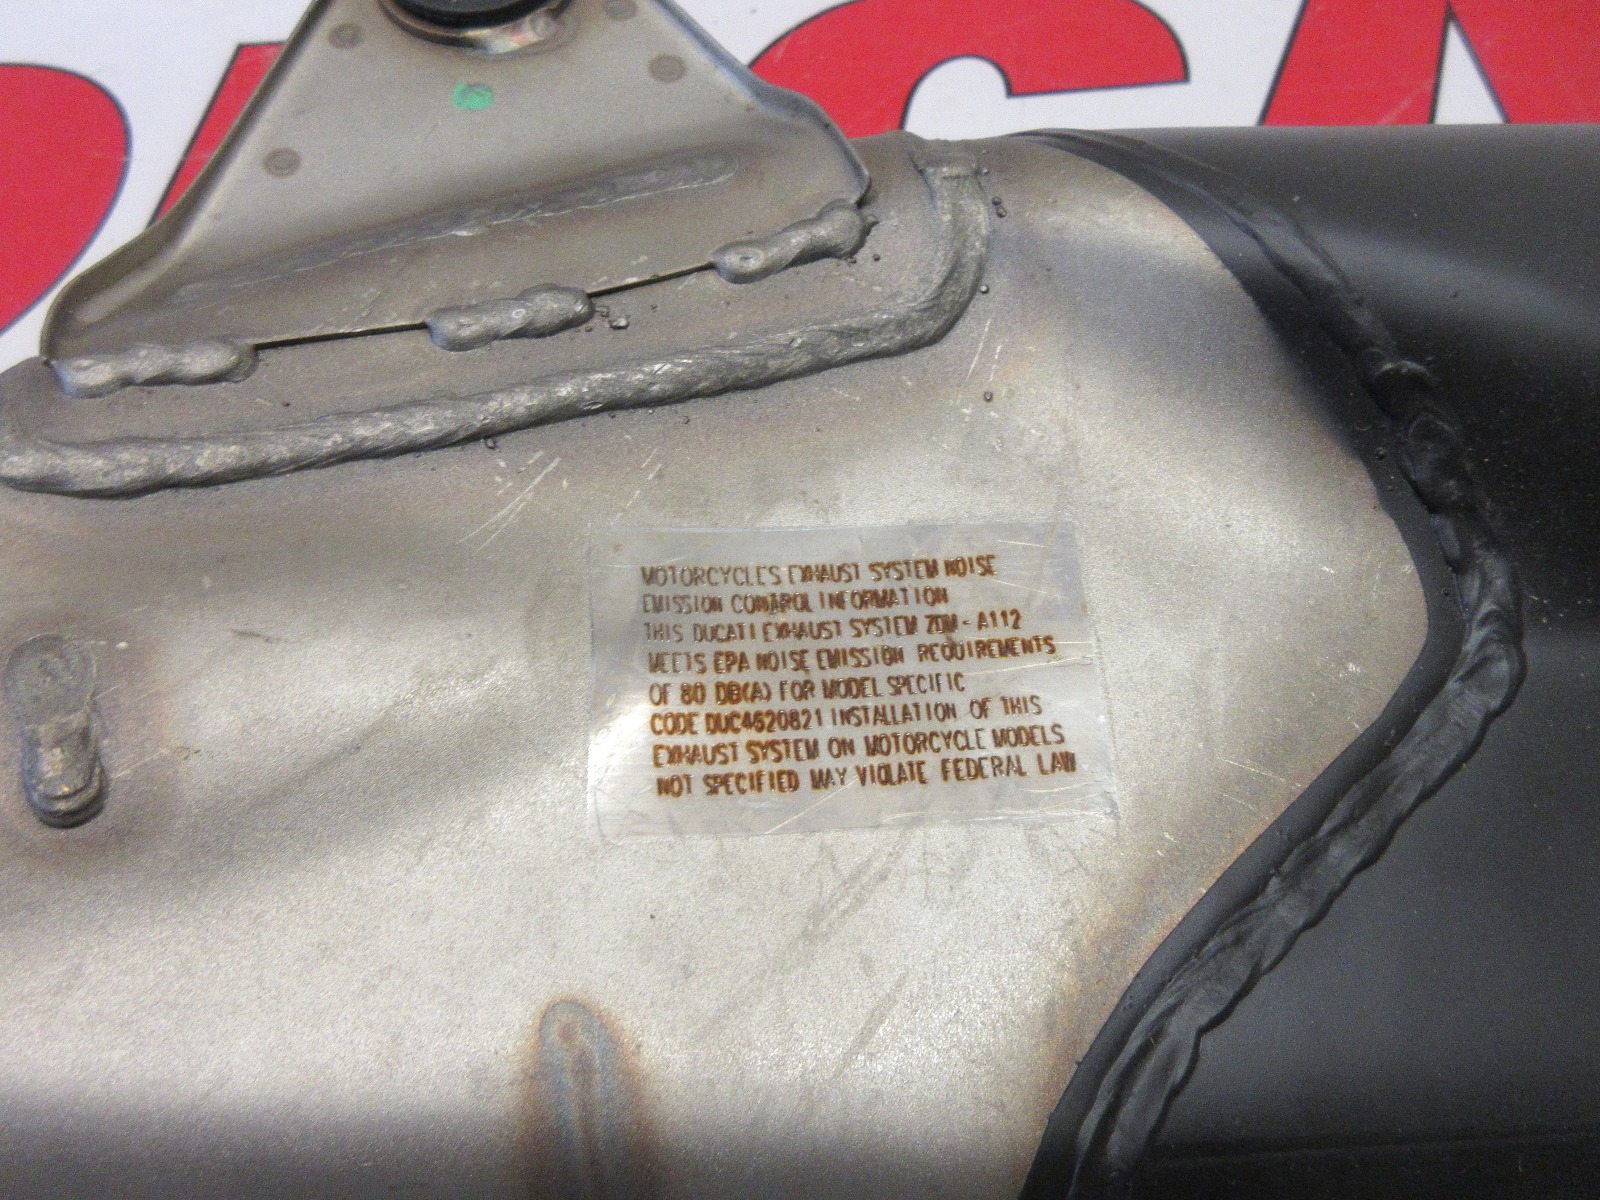 MOTORCYCLES EXHAUST SYSTEM NOISE
EMISSION CONTROL INFORMATION
THIS DUCATI EXHAUST SYSTEM ZDM - A112
MEETS EPA NOISE EMISSION REQUIREMENTS
OF 80 DB(A) FOR MODEL SPECIFIC
CODE DUC4620821 INSTALLATION OF THIS
EXHAUST SYSTEM ON MOTORCYCLE MODELS
NOT SPECIFIED MAY VIOLATE FEDERAL LAW